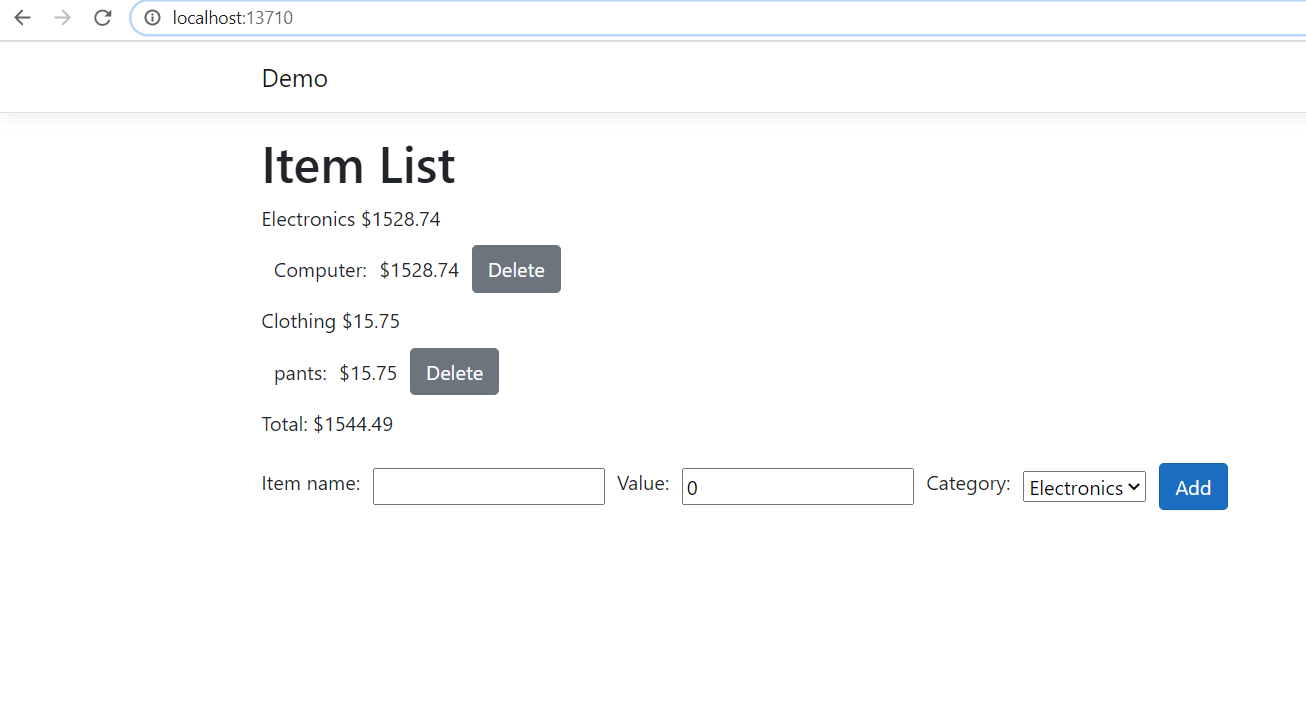 localhost:13710
Demo
Item List
Electronics $1528.74
Computer: $1528.74 Delete
Clothing $15.75
pants: $15.75 Delete
Total: $1544.49
Item name: Value: 0 Category: Electronics Add